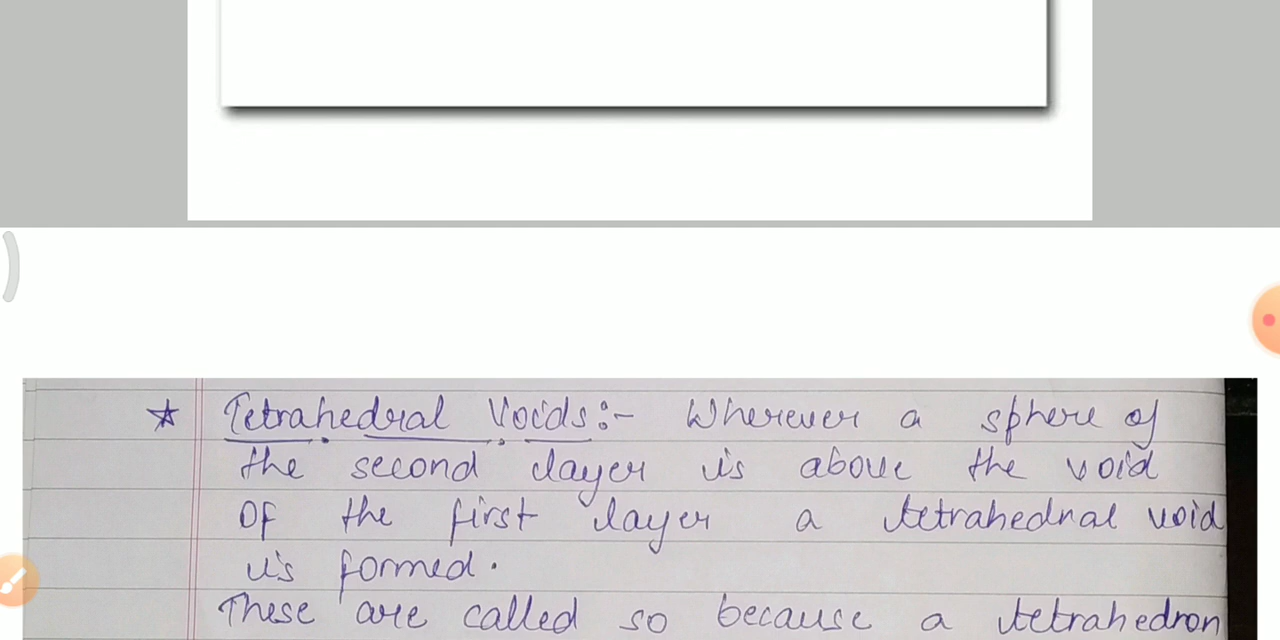 ☆ Tetrahedral Voids:- Wherever a sphere of
the second layer is above the void
OF the first layer a tetrahedral void
is formed.
These are called so because a tetrahedron